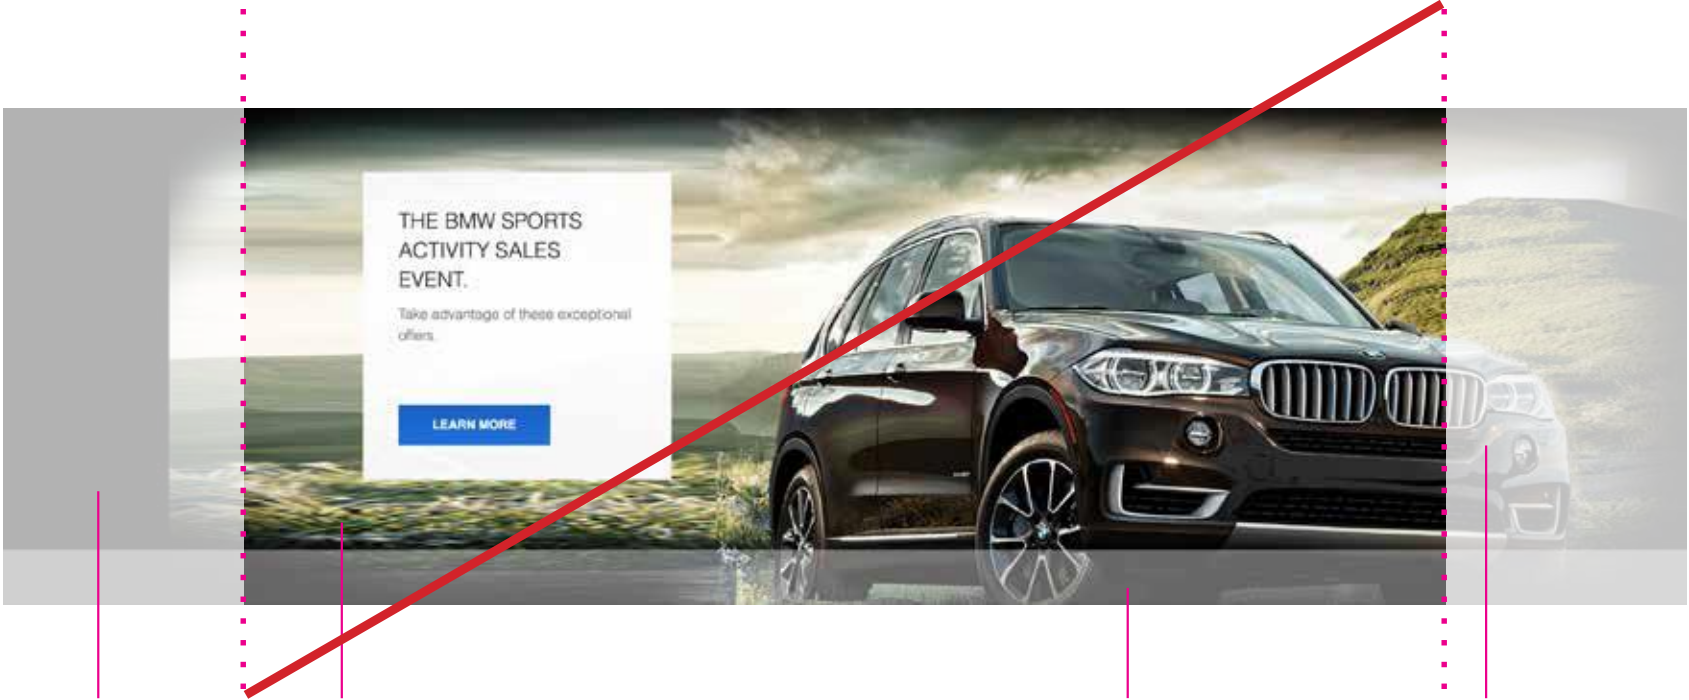 THE BMW SPORTS
ACTIVITY SALES
EVENT.
Take advantage of these exceptional
offers.
LEARN MORE